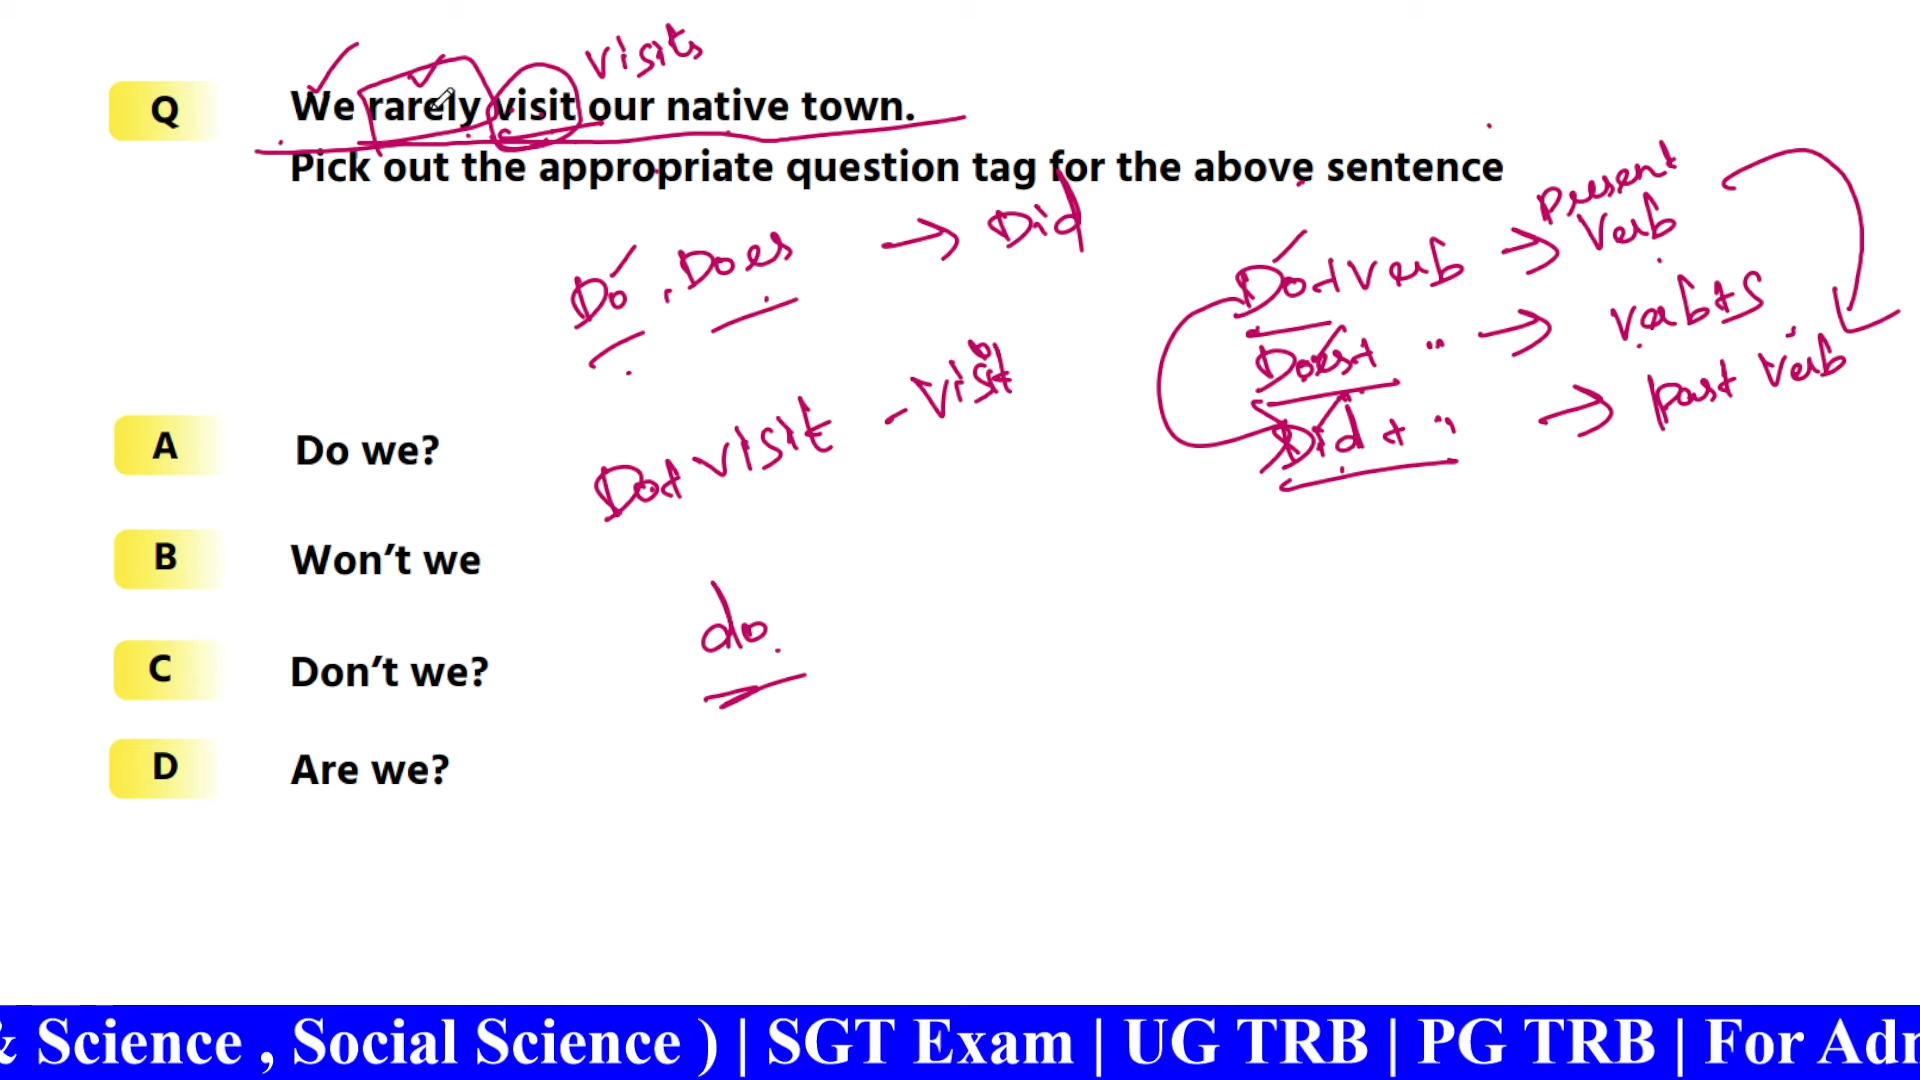 visits
Q We rarely visit our native town.
Pick out the appropriate question tag for the above sentence
Do, Does → Did
Do+verb → Present Verb
Does+ " → Verb+s
Did + " → Past Verb
Do+visit - visit
A Do we?
B Won’t we
do
C Don’t we?
D Are we?
& Science , Social Science ) | SGT Exam | UG TRB | PG TRB | For Adm